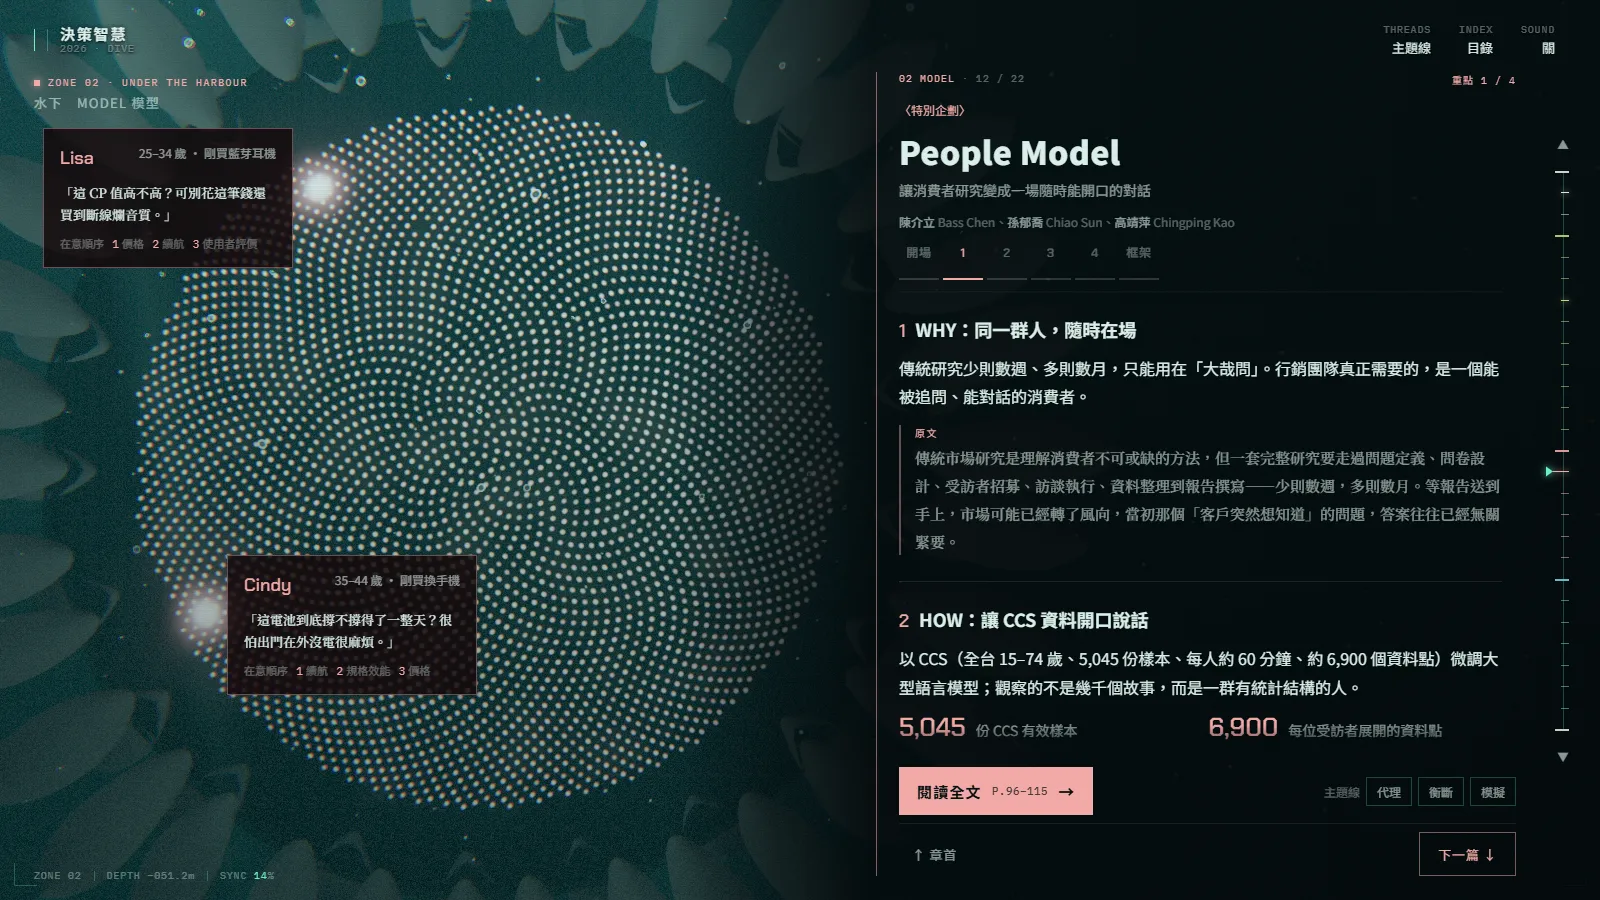 決策智慧
2026 · DIVE
ZONE 02 · UNDER THE HARBOUR
水下 MODEL 模型
Lisa
25–34 歲 · 剛買藍芽耳機
「這 CP 值高不高？可別花這筆錢還
買到斷線爛音質。」
在意順序 1 價格 2 續航 3 使用者評價
Cindy
35–44 歲 · 剛買換手機
「這電池到底撐不撐得了一整天？很
怕出門在外沒電很麻煩。」
在意順序 1 續航 2 規格效能 3 價格
ZONE 02 | DEPTH −051.2m | SYNC 14%
THREADS
主題線
INDEX
目錄
SOUND
關
02 MODEL · 12 / 22
重點 1 / 4
〈特別企劃〉
People Model
讓消費者研究變成一場隨時能開口的對話
陳介立 Bass Chen、孫郁喬 Chiao Sun、高靖萍 Chingping Kao
開場 1 2 3 4 框架
1 WHY：同一群人，隨時在場
傳統研究少則數週、多則數月，只能用在「大哉問」。行銷團隊真正需要的，是一個能
被追問、能對話的消費者。
原文
傳統市場研究是理解消費者不可或缺的方法，但一套完整研究要走過問題定義、問卷設
計、受訪者招募、訪談執行、資料整理到報告撰寫——少則數週，多則數月。等報告送到
手上，市場可能已經轉了風向，當初那個「客戶突然想知道」的問題，答案往往已經無關
緊要。
2 HOW：讓 CCS 資料開口說話
以 CCS（全台 15–74 歲、5,045 份樣本、每人約 60 分鐘、約 6,900 個資料點）微調大
型語言模型；觀察的不是幾千個故事，而是一群有統計結構的人。
5,045 份 CCS 有效樣本
6,900 每位受訪者展開的資料點
閱讀全文 P.96–115 →
主題線 代理 衡斷 模擬
↑ 章首
下一篇 ↓